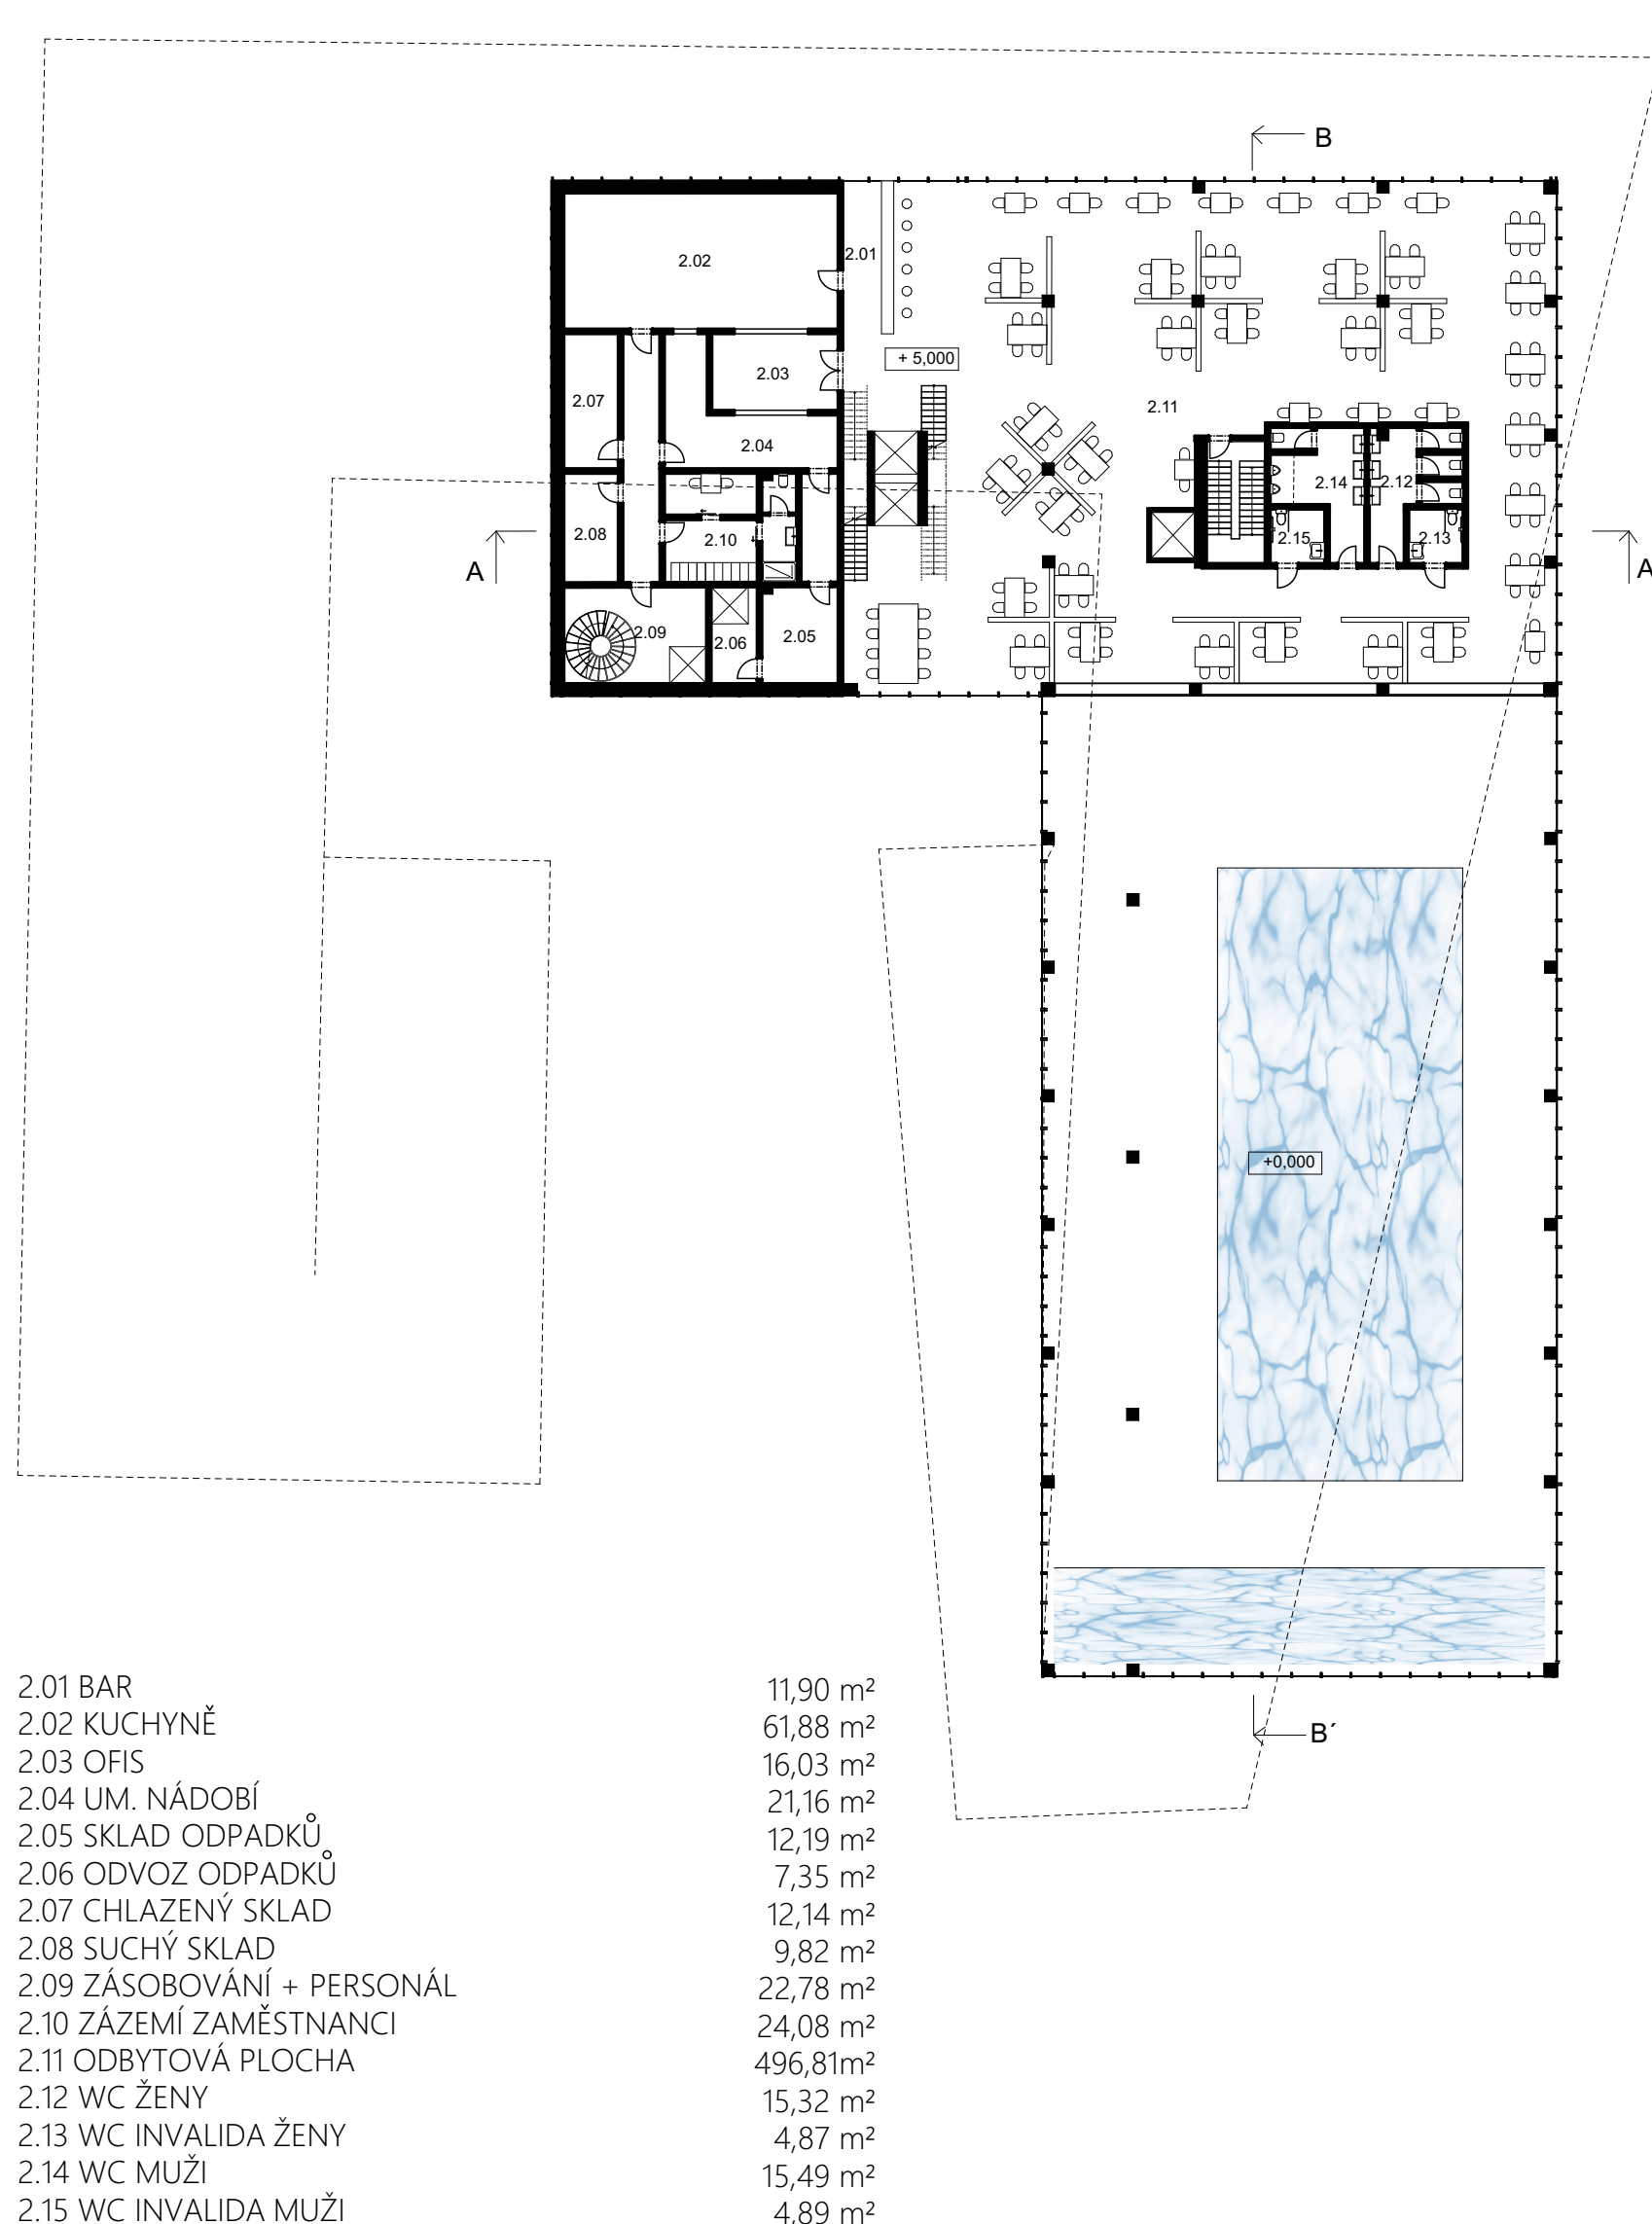 B
2.02
2.01
+ 5,000
2.03
2.07
2.11
2.04
2.14
2.12
2.08
2.10
2.15
2.13
A
A
2.09
2.06
2.05
+0,000
B´
2.01 BAR 11,90 m²
2.02 KUCHYNĚ 61,88 m²
2.03 OFIS 16,03 m²
2.04 UM. NÁDOBÍ 21,16 m²
2.05 SKLAD ODPADKŮ 12,19 m²
2.06 ODVOZ ODPADKŮ 7,35 m²
2.07 CHLAZENÝ SKLAD 12,14 m²
2.08 SUCHÝ SKLAD 9,82 m²
2.09 ZÁSOBOVÁNÍ + PERSONÁL 22,78 m²
2.10 ZÁZEMÍ ZAMĚSTNANCI 24,08 m²
2.11 ODBYTOVÁ PLOCHA 496,81m²
2.12 WC ŽENY 15,32 m²
2.13 WC INVALIDA ŽENY 4,87 m²
2.14 WC MUŽI 15,49 m²
2.15 WC INVALIDA MUŽI 4,89 m²